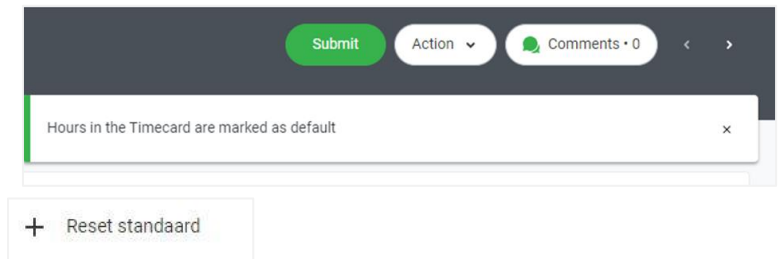 Submit Action Comments • 0
Hours in the Timecard are marked as default
Reset standaard